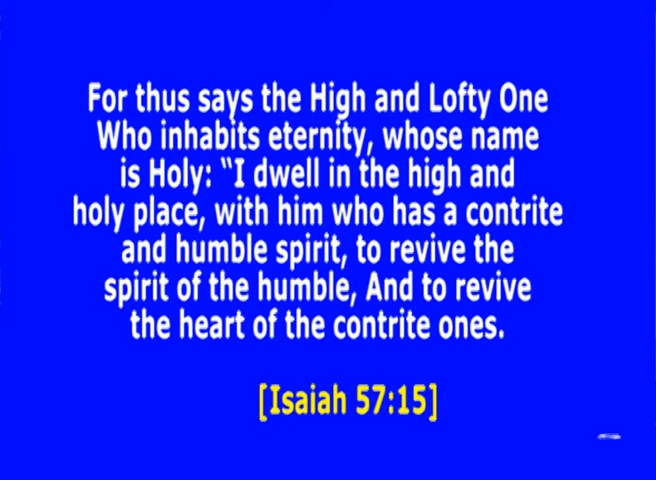 For thus says the High and Lofty One
Who inhabits eternity, whose name
is Holy: “I dwell in the high and
holy place, with him who has a contrite
and humble spirit, to revive the
spirit of the humble, And to revive
the heart of the contrite ones.
[Isaiah 57:15]